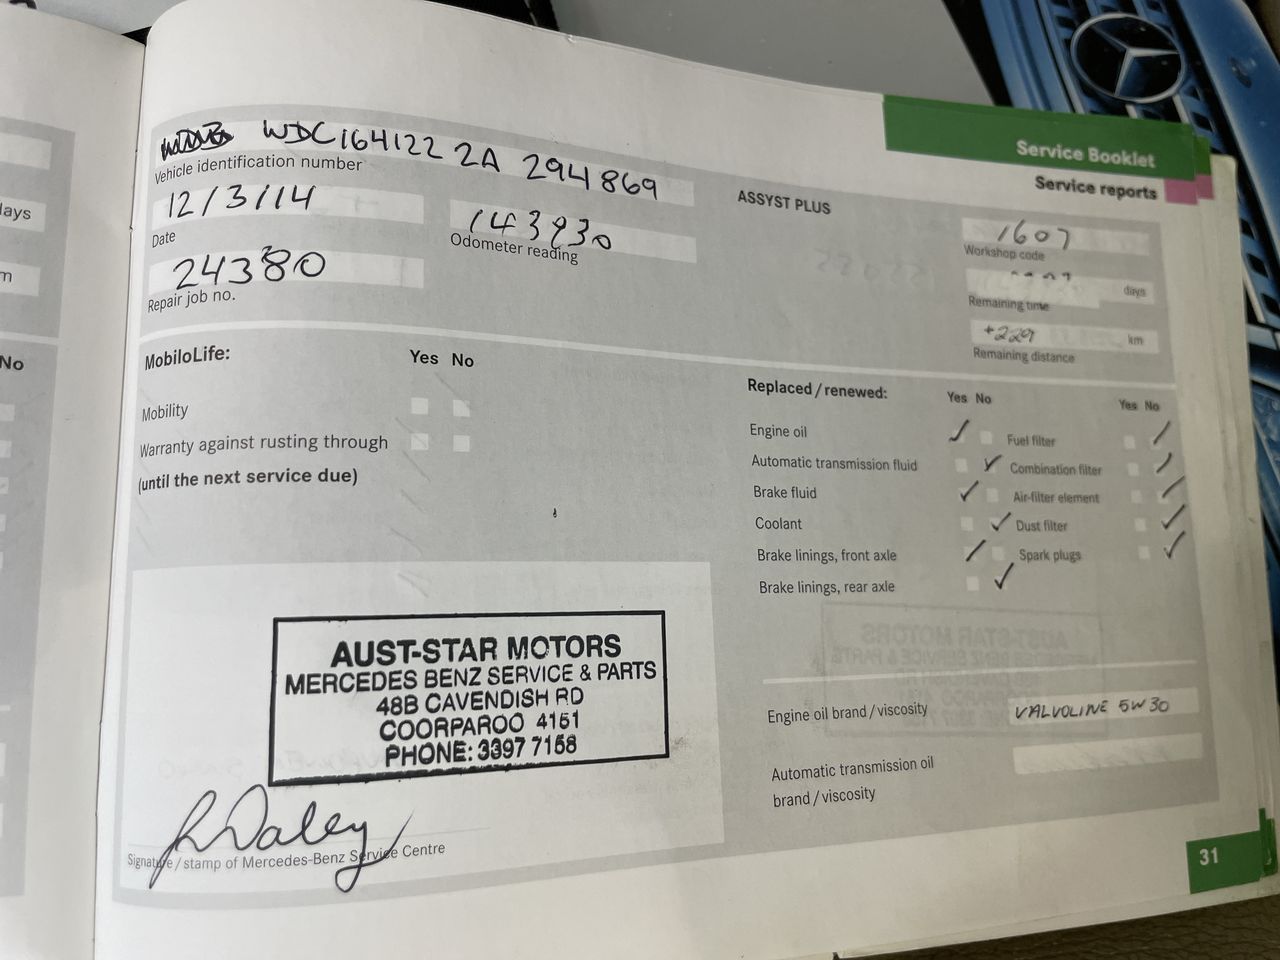 Service Booklet
Service reports
WDC164122 2A 294869
Vehicle identification number
ASSYST PLUS
12/3/14
Date
143930
Odometer reading
1607
Workshop code
24380
Repair job no.
days
Remaining time
+229 km
Remaining distance
MobiloLife: Yes No
Mobility
Warranty against rusting through
(until the next service due)
Replaced / renewed: Yes No Yes No
Engine oil ✓ Fuel filter ✓
Automatic transmission fluid ✓ Combination filter ✓
Brake fluid ✓ Air-filter element ✓
Coolant ✓ Dust filter ✓
Brake linings, front axle ✓ Spark plugs ✓
Brake linings, rear axle ✓
Engine oil brand / viscosity VALVOLINE 5W30
Automatic transmission oil
brand / viscosity
AUST-STAR MOTORS
MERCEDES BENZ SERVICE & PARTS
48B CAVENDISH RD
COORPAROO 4151
PHONE: 3397 7158
Daley
Signature / stamp of Mercedes-Benz Service Centre
31
days
m
No